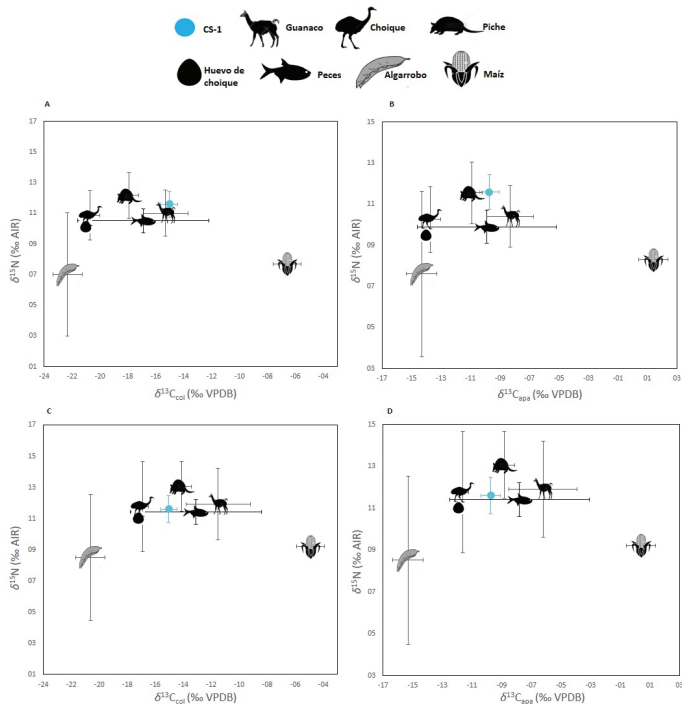 CS-1
Guanaco
Choique
Piche
Huevo de
choique
Peces
Algarrobo
Maíz
A
17
15
13
11
09
07
05
03
01
-24 -22 -20 -18 -16 -14 -12 -10 -08 -06 -04
δ¹⁵N (‰ AIR)
δ¹³Ccol (‰ VPDB)
B
15
13
11
09
07
05
03
-17 -15 -13 -11 -09 -07 -05 -03 -01 01 03
δ¹⁵N (‰ AIR)
δ¹³Capa (‰ VPDB)
C
17
15
13
11
09
07
05
03
01
-24 -22 -20 -18 -16 -14 -12 -10 -08 -06 -04
δ¹⁵N (‰ AIR)
δ¹³Ccol (‰ VPDB)
D
15
13
11
09
07
05
03
-17 -15 -13 -11 -09 -07 -05 -03 -01 01 03
δ¹⁵N (‰ AIR)
δ¹³Capa (‰ VPDB)